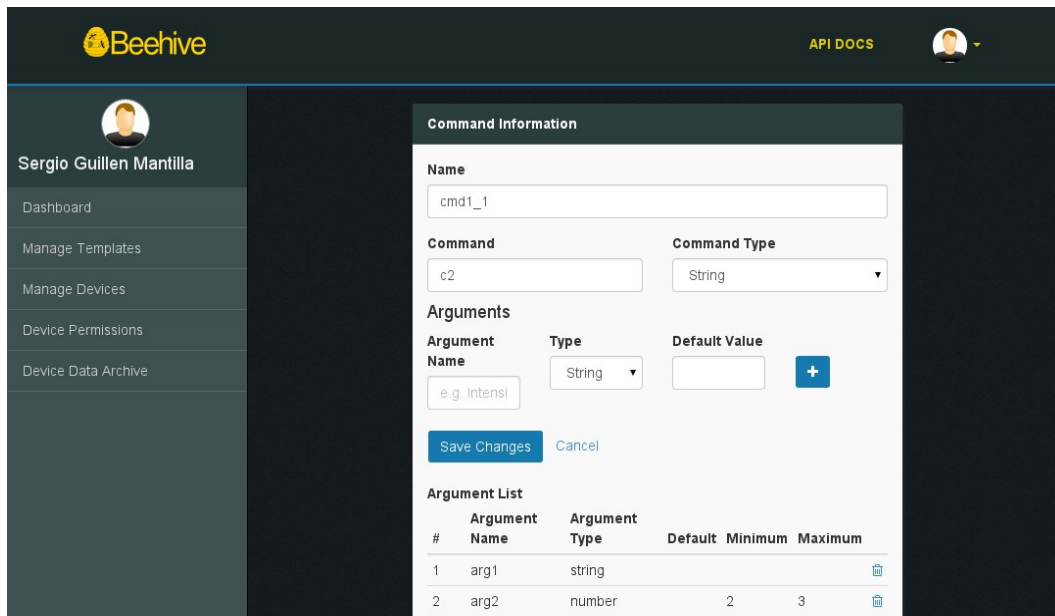 Beehive
API DOCS
Sergio Guillen Mantilla
Dashboard
Manage Templates
Manage Devices
Device Permissions
Device Data Archive
Command Information
Name
cmd1_1
Command
Command Type
c2
String
Arguments
Argument
Name
Type
Default Value
e.g. Intensi
String
+
Save Changes
Cancel
Argument List
# Argument Name Argument Type Default Minimum Maximum
1 arg1 string
2 arg2 number 2 3